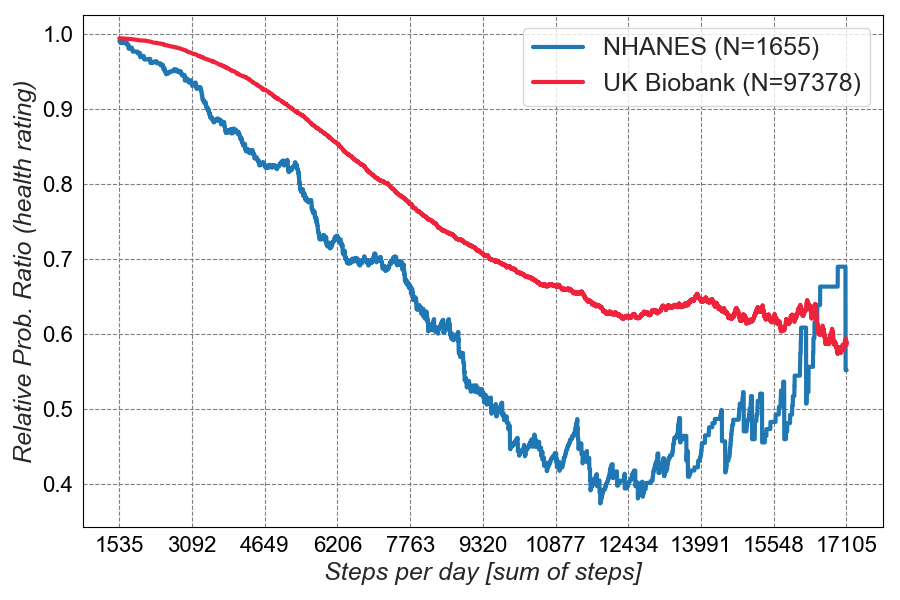 NHANES (N=1655)
UK Biobank (N=97378)
Relative Prob. Ratio (health rating)
1.0
0.9
0.8
0.7
0.6
0.5
0.4
1535 3092 4649 6206 7763 9320 10877 12434 13991 15548 17105
Steps per day [sum of steps]